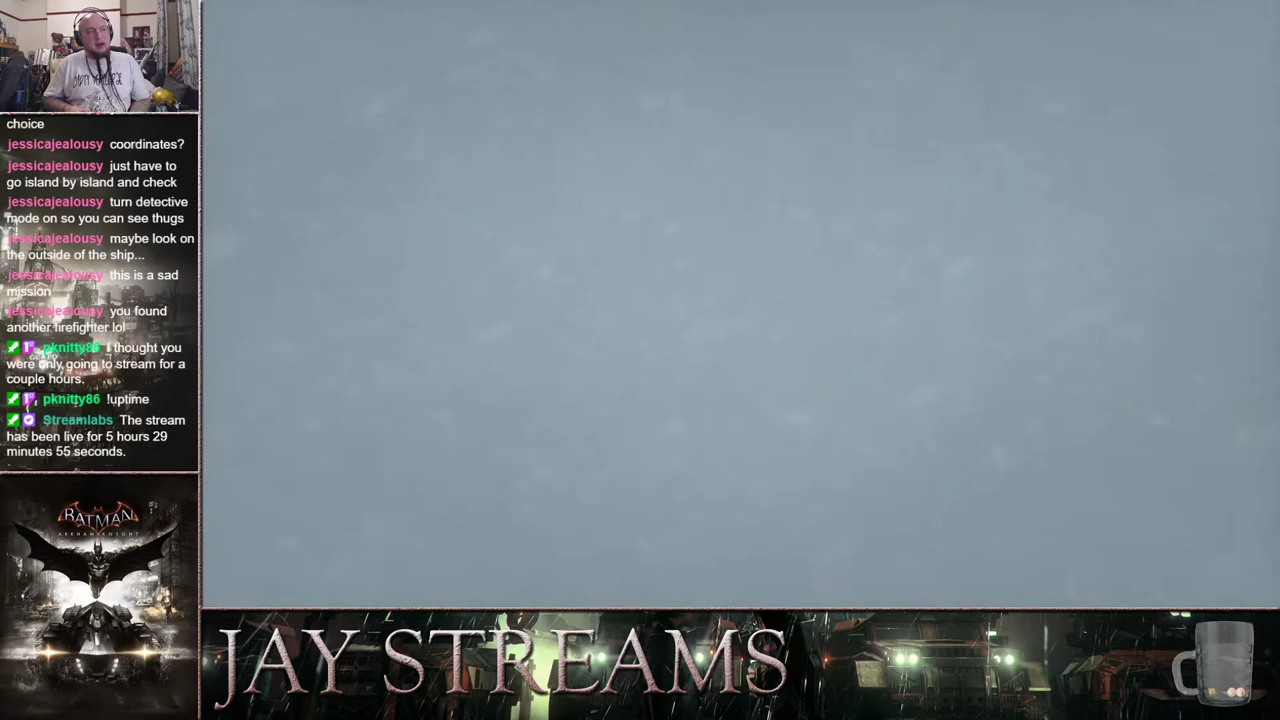 choice
jessicajealousy coordinates?
jessicajealousy just have to
go island by island and check
jessicajealousy turn detective
mode on so you can see thugs
jessicajealousy maybe look on
the outside of the ship...
jessicajealousy this is a sad
mission
jessicajealousy you found
another firefighter lol
pknitty86 I thought you
were only going to stream for a
couple hours.
pknitty86 !uptime
Streamlabs The stream
has been live for 5 hours 29
minutes 55 seconds.
BATMAN
ARKHAM KNIGHT
JAY STREAMS